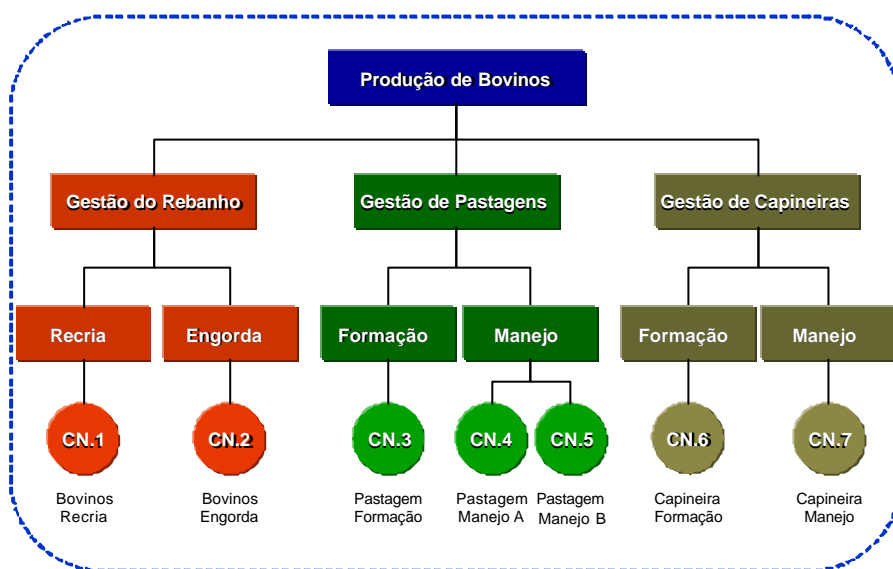 Produção de Bovinos
Gestão do Rebanho
Gestão de Pastagens
Gestão de Capineiras
Recria
Engorda
Formação
Manejo
Formação
Manejo
CN.1
CN.2
CN.3
CN.4
CN.5
CN.6
CN.7
Bovinos
Recria
Bovinos
Engorda
Pastagem
Formação
Pastagem
Manejo A
Pastagem
Manejo B
Capineira
Formação
Capineira
Manejo